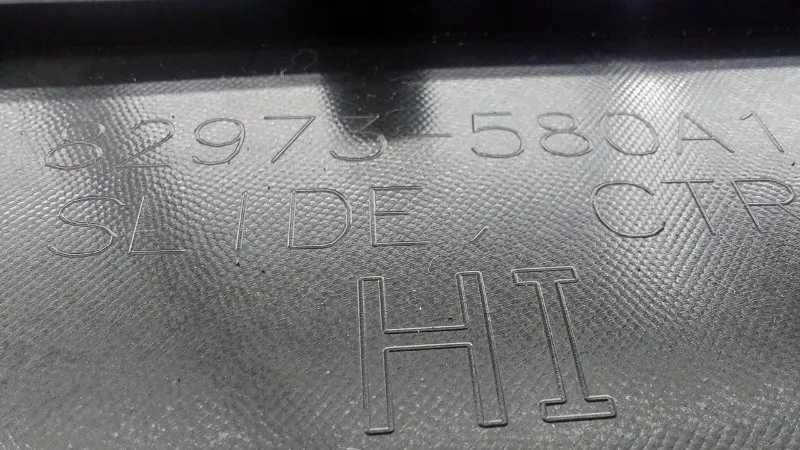 82973-580A1
SLIDE, CTR
HI